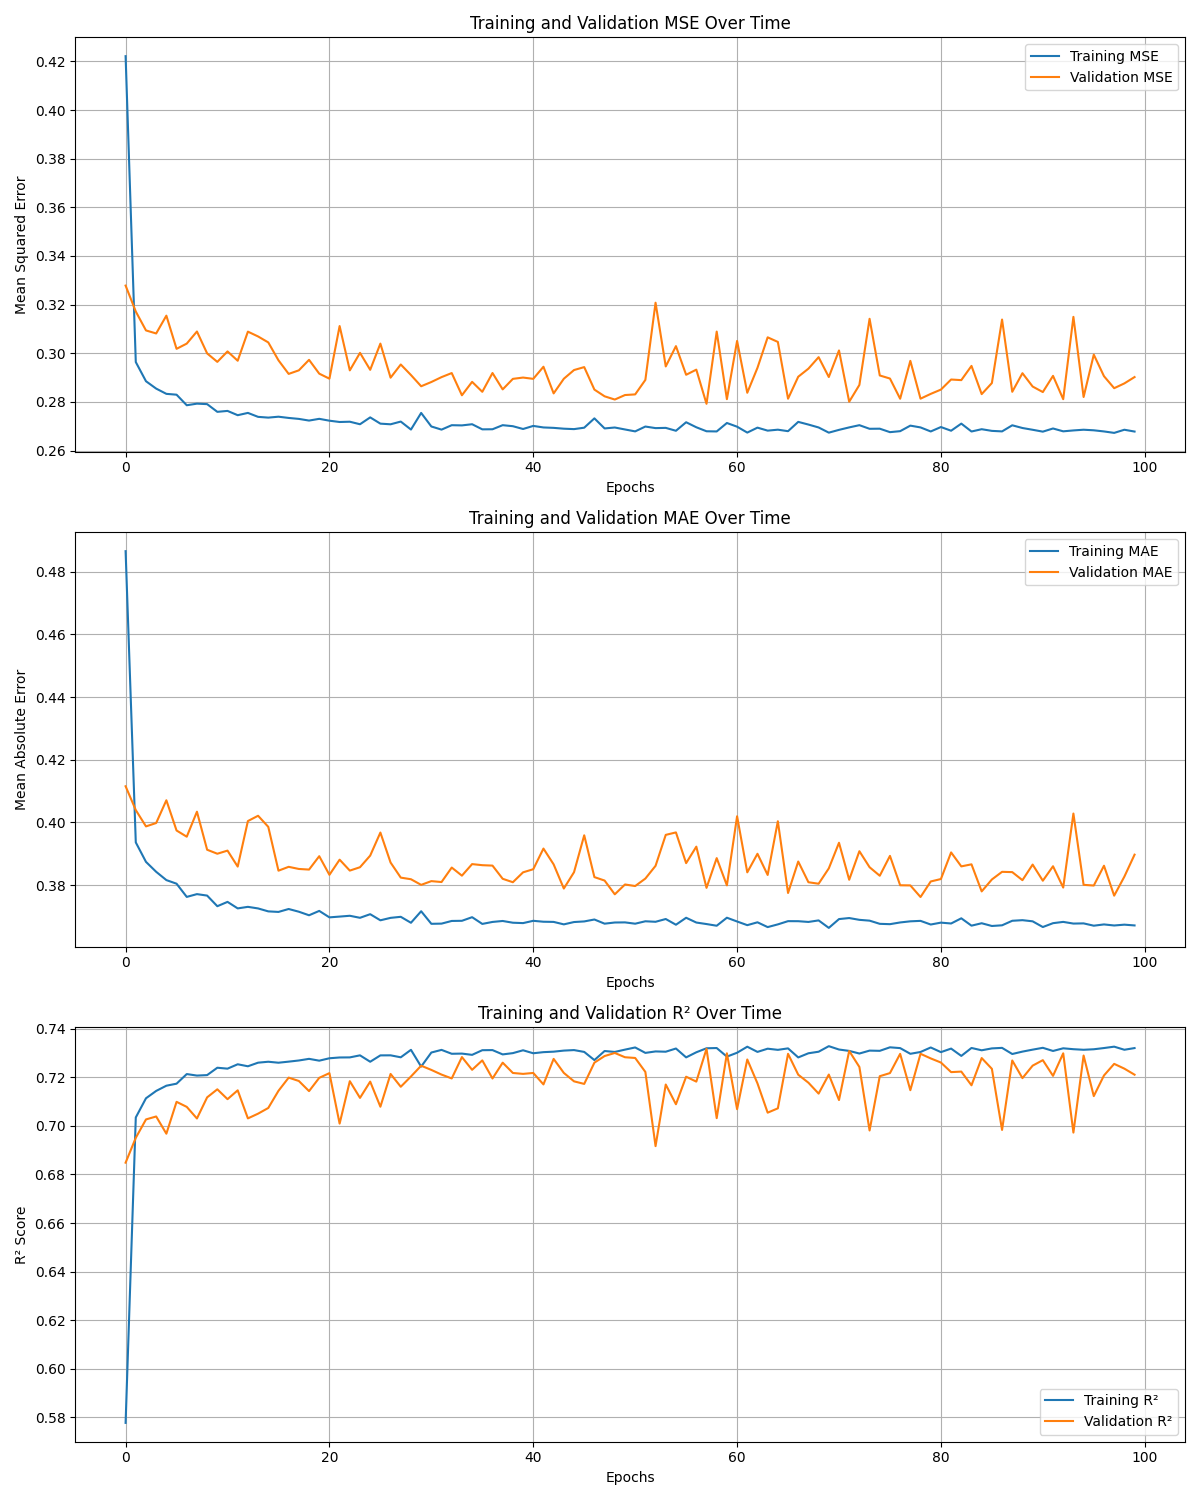 Training and Validation MSE Over Time
Mean Squared Error
0.42
0.40
0.38
0.36
0.34
0.32
0.30
0.28
0.26
Training MSE
Validation MSE
0 20 40 60 80 100
Epochs
Training and Validation MAE Over Time
Mean Absolute Error
0.48
0.46
0.44
0.42
0.40
0.38
Training MAE
Validation MAE
0 20 40 60 80 100
Epochs
Training and Validation R² Over Time
R² Score
0.74
0.72
0.70
0.68
0.66
0.64
0.62
0.60
0.58
Training R²
Validation R²
0 20 40 60 80 100
Epochs